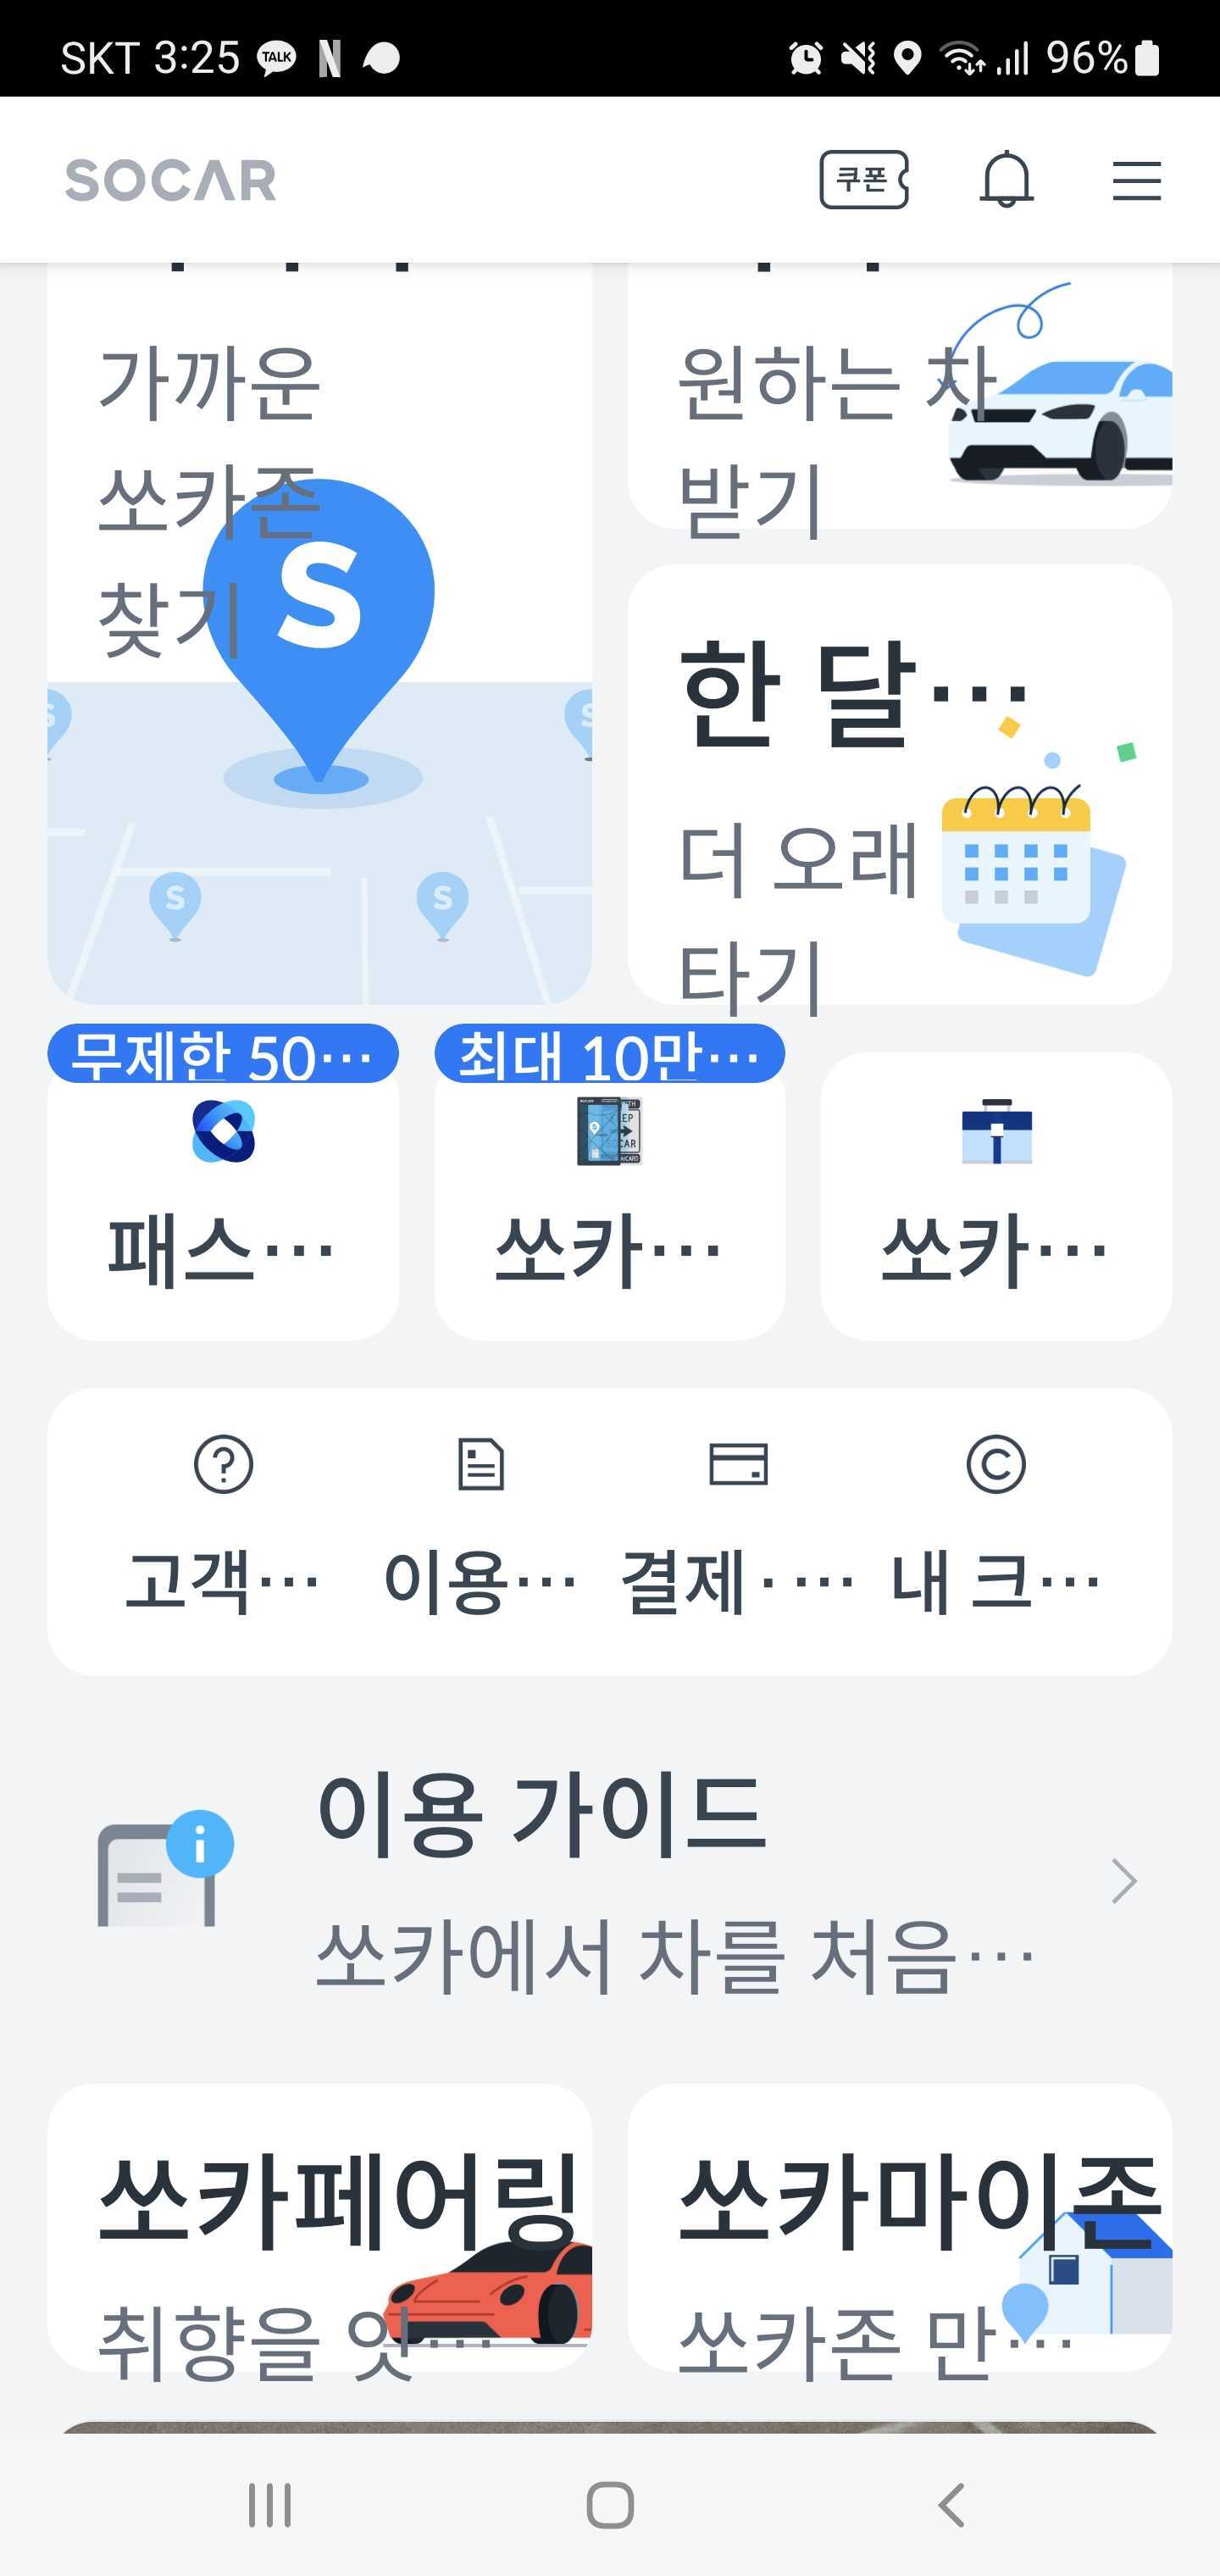 SKT 3:25 TALK N 96%
SOCAR
쿠폰
가까운
쏘카존
찾기
S
원하는 차
받기
한 달…
더 오래
타기
무제한 50…
패스…
최대 10만…
쏘카…
쏘카…
고객…
이용…
결제·…
내 크…
이용 가이드
쏘카에서 차를 처음…
쏘카페어링
취향을 잇…
쏘카마이존
쏘카존 만…